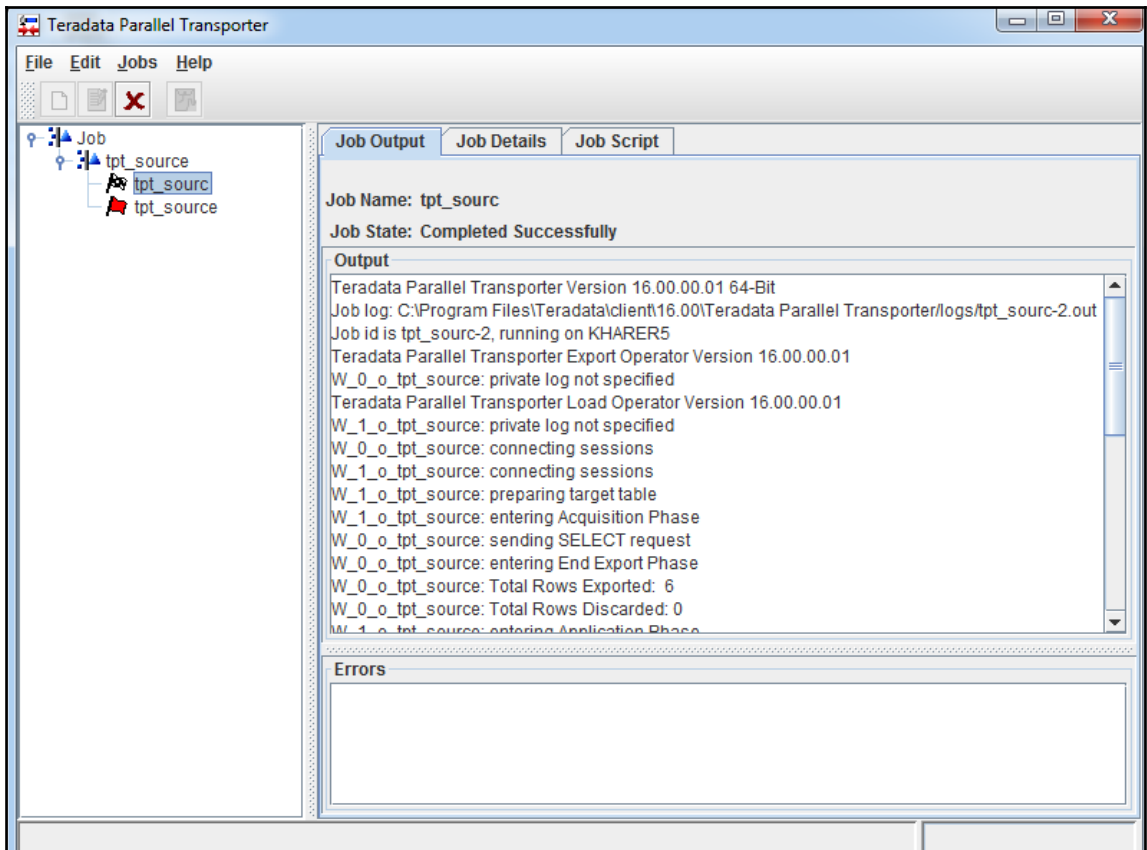 Teradata Parallel Transporter
File Edit Jobs Help
Job
tpt_source
tpt_sourc
tpt_source
Job Output Job Details Job Script
Job Name: tpt_sourc
Job State: Completed Successfully
Output
Teradata Parallel Transporter Version 16.00.00.01 64-Bit
Job log: C:\Program Files\Teradata\client\16.00\Teradata Parallel Transporter/logs/tpt_sourc-2.out
Job id is tpt_sourc-2, running on KHARER5
Teradata Parallel Transporter Export Operator Version 16.00.00.01
W_0_o_tpt_source: private log not specified
Teradata Parallel Transporter Load Operator Version 16.00.00.01
W_1_o_tpt_source: private log not specified
W_0_o_tpt_source: connecting sessions
W_1_o_tpt_source: connecting sessions
W_1_o_tpt_source: preparing target table
W_1_o_tpt_source: entering Acquisition Phase
W_0_o_tpt_source: sending SELECT request
W_0_o_tpt_source: entering End Export Phase
W_0_o_tpt_source: Total Rows Exported: 6
W_0_o_tpt_source: Total Rows Discarded: 0
W_1_o_tpt_source: entering Application Phase
Errors